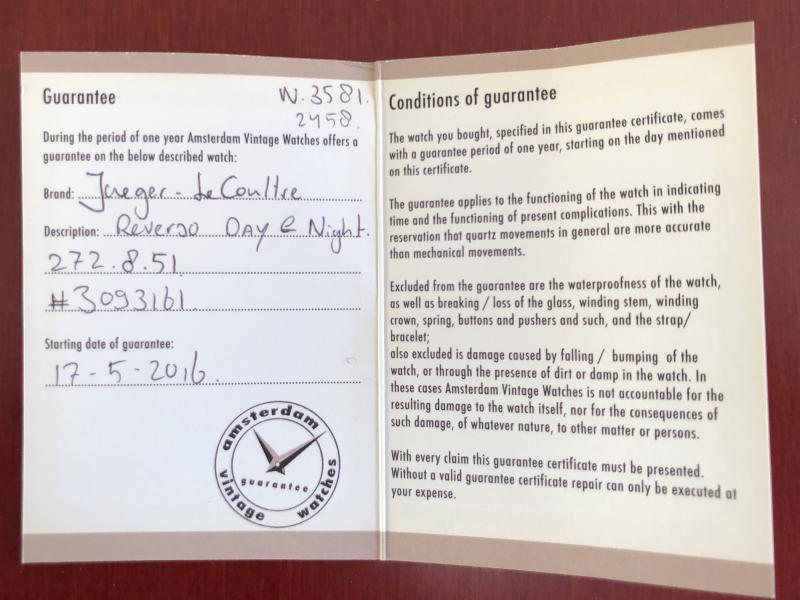 Guarantee
W.3581.
2458.
During the period of one year Amsterdam Vintage Watches offers a
guarantee on the below described watch:
Brand: Jaeger - LeCoultre
Description: Reverso DAY & Night.
272.8.51
#3093161
Starting date of guarantee:
17-5-2016.
amsterdam
guarantee
vintage watches
Conditions of guarantee
The watch you bought, specified in this guarantee certificate, comes
with a guarantee period of one year, starting on the day mentioned
on this certificate.
The guarantee applies to the functioning of the watch in indicating
time and the functioning of present complications. This with the
reservation that quartz movements in general are more accurate
than mechanical movements.
Excluded from the guarantee are the waterproofness of the watch,
as well as breaking / loss of the glass, winding stem, winding
crown, spring, buttons and pushers and such, and the strap/
bracelet;
also excluded is damage caused by falling / bumping of the
watch, or through the presence of dirt or damp in the watch. In
these cases Amsterdam Vintage Watches is not accountable for the
resulting damage to the watch itself, nor for the consequences of
such damage, of whatever nature, to other matter or persons.
With every claim this guarantee certificate must be presented.
Without a valid guarantee certificate repair can only be executed at
your expense.